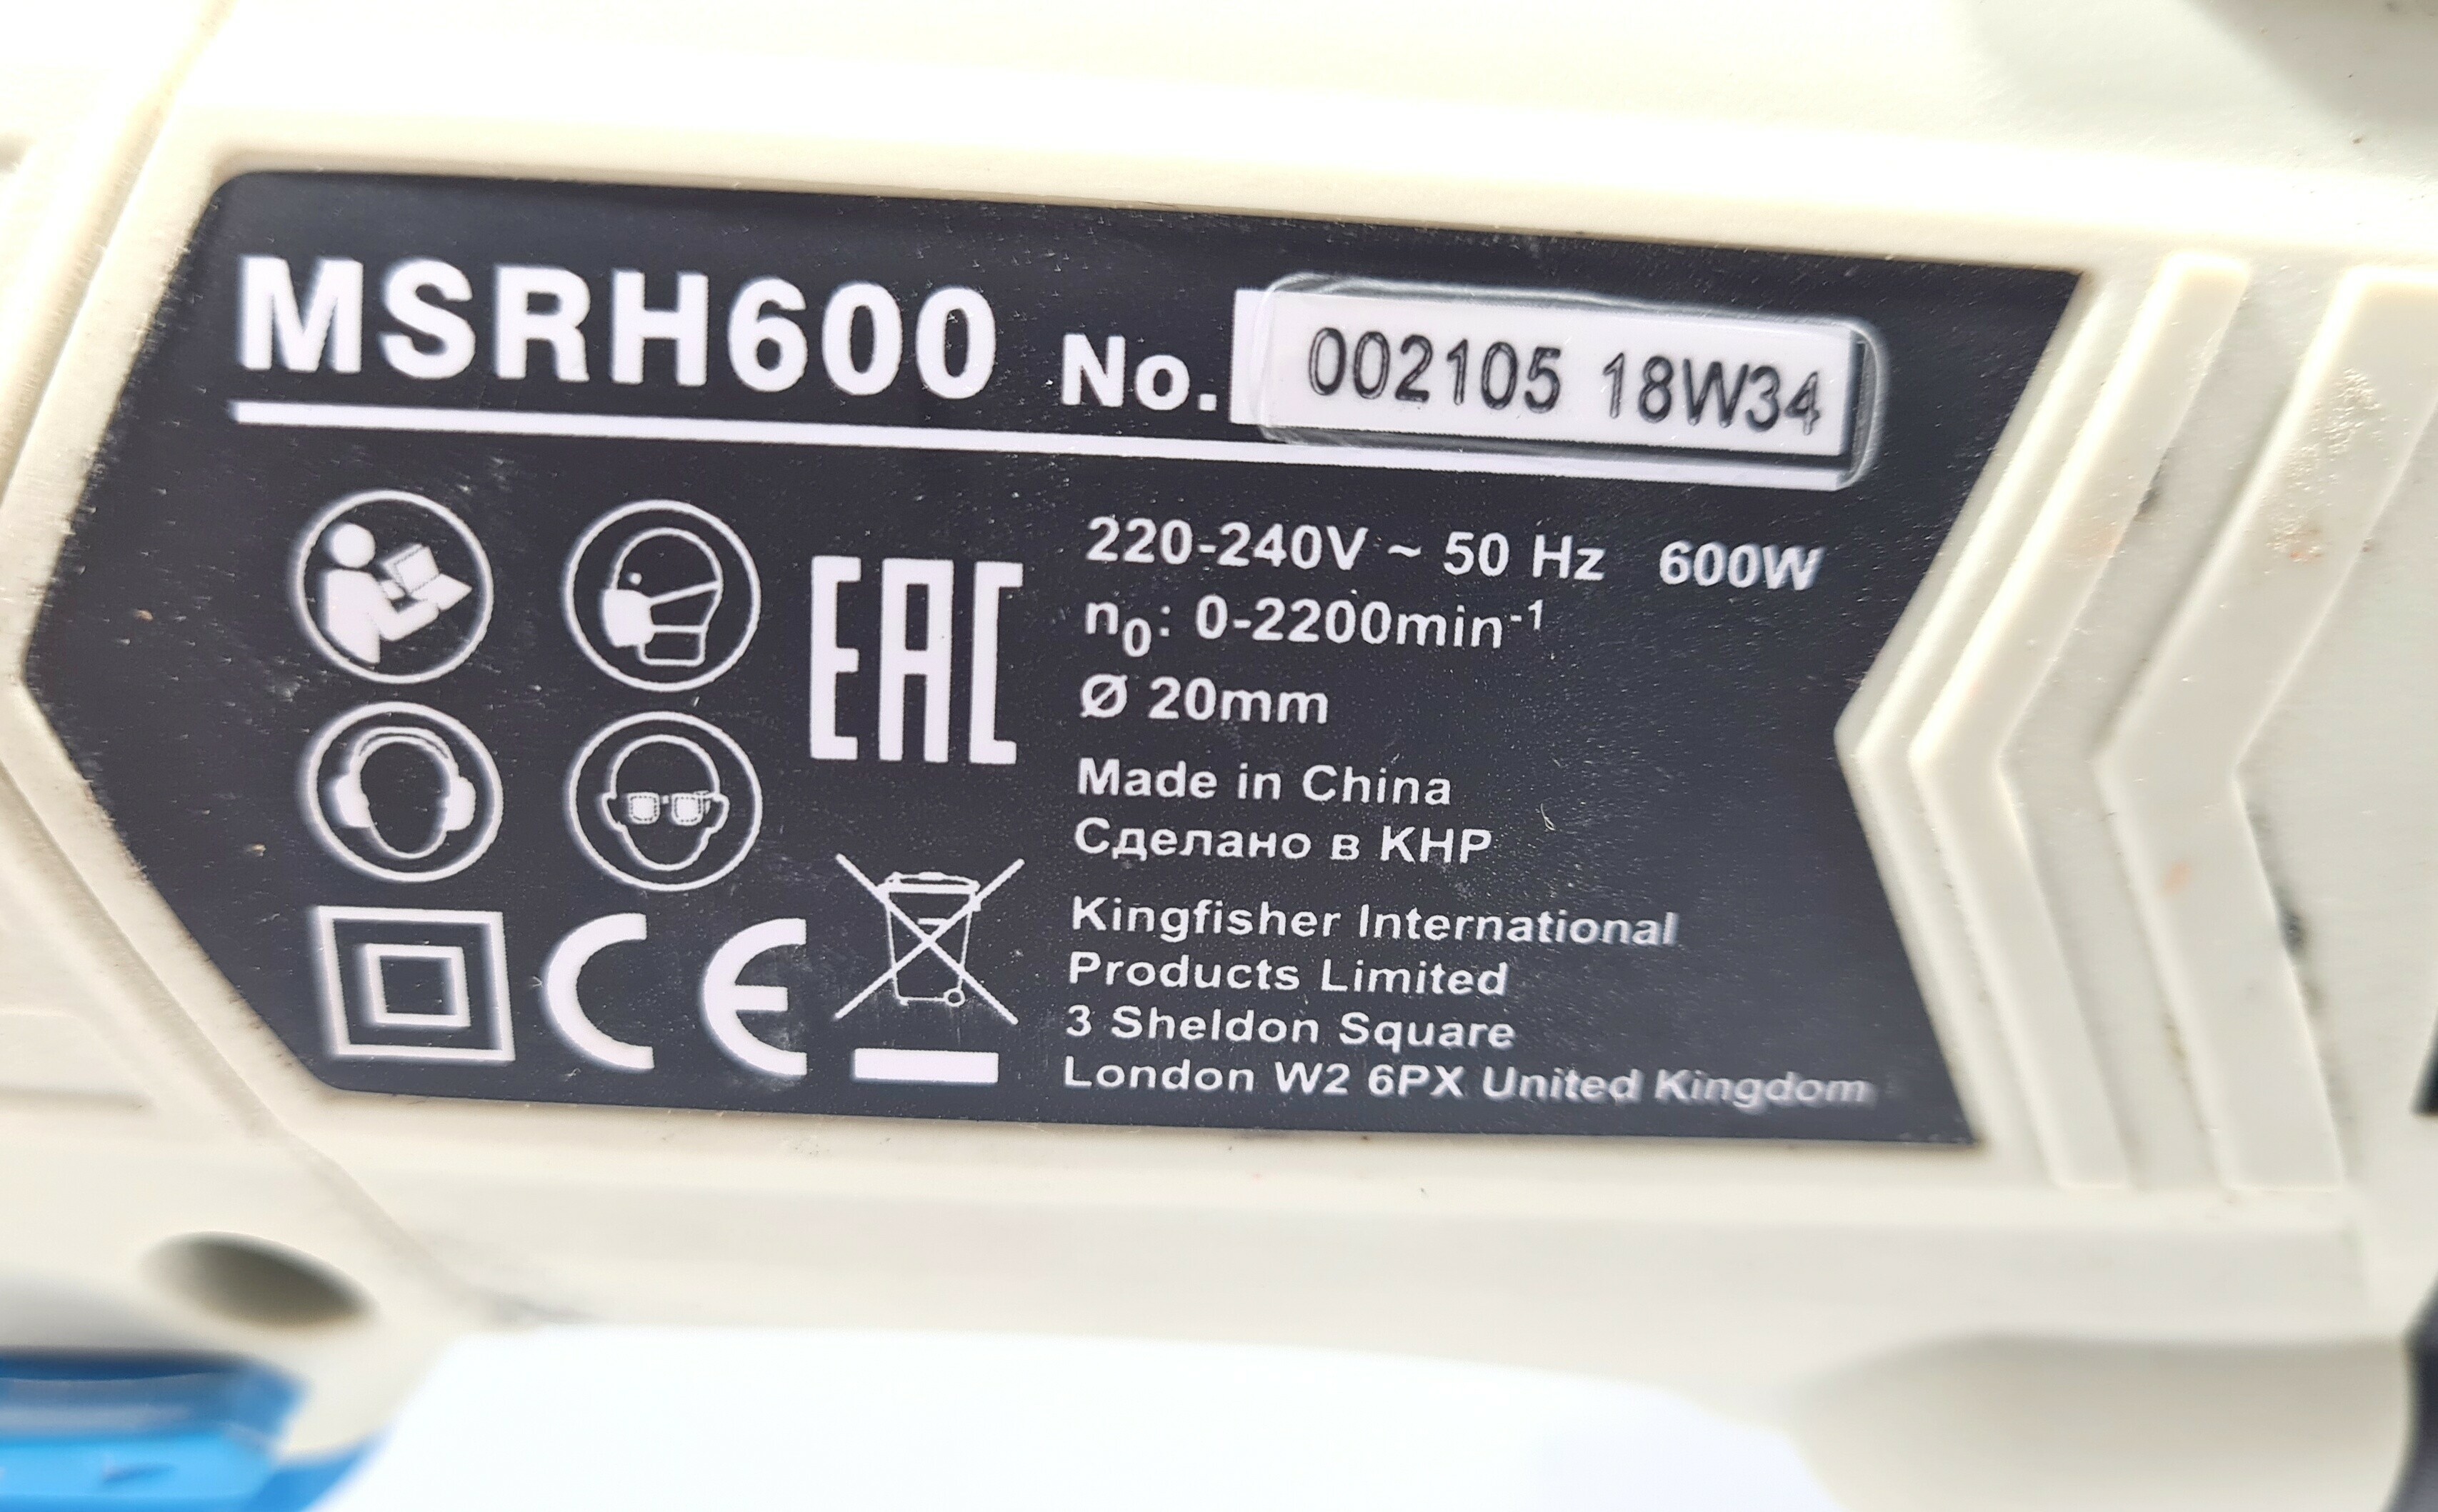 MSRH600 No. 002105 18W34
EAC
220-240V ~ 50 Hz 600W
n₀: 0-2200min⁻¹
Ø 20mm
Made in China
Сделано в КНР
CE
Kingfisher International
Products Limited
3 Sheldon Square
London W2 6PX United Kingdom